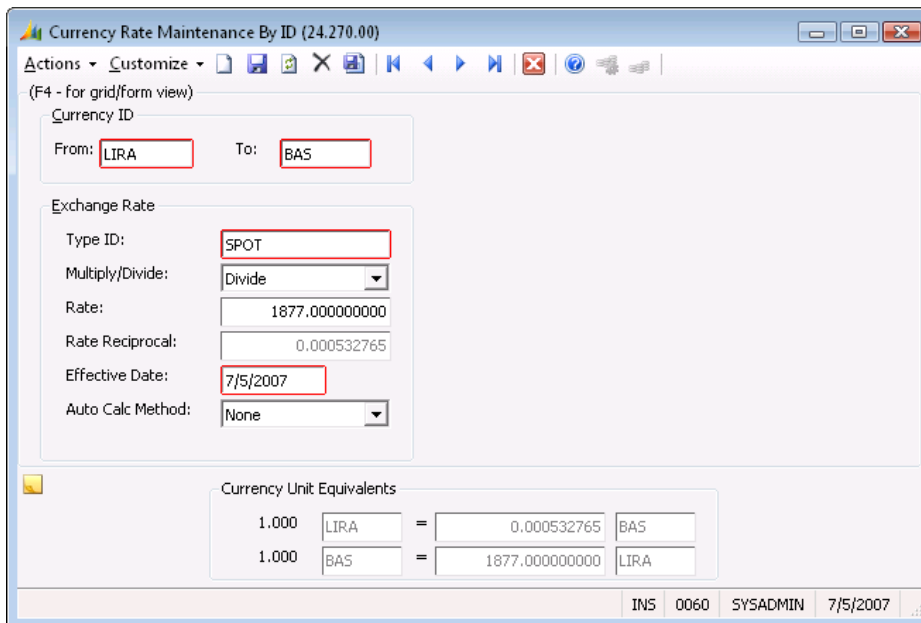 Currency Rate Maintenance By ID (24.270.00)
Actions Customize
(F4 - for grid/form view)
Currency ID
From: LIRA To: BAS
Exchange Rate
Type ID: SPOT
Multiply/Divide: Divide
Rate: 1877.000000000
Rate Reciprocal: 0.000532765
Effective Date: 7/5/2007
Auto Calc Method: None
Currency Unit Equivalents
1.000 LIRA = 0.000532765 BAS
1.000 BAS = 1877.000000000 LIRA
INS 0060 SYSADMIN 7/5/2007